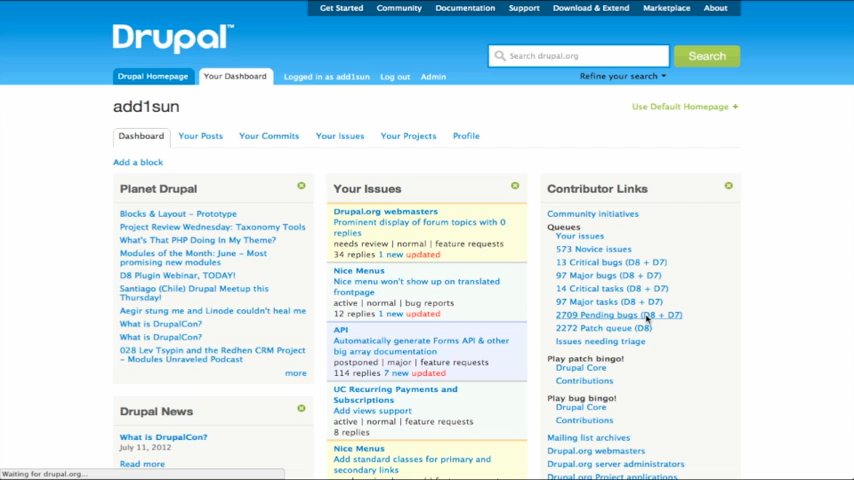 Get Started Community Documentation Support Download & Extend Marketplace About
Drupal™
Search drupal.org
Search
Drupal Homepage Your Dashboard Logged in as add1sun Log out Admin
Refine your search
add1sun
Use Default Homepage +
Dashboard Your Posts Your Commits Your Issues Your Projects Profile
Add a block
Planet Drupal
Blocks & Layout – Prototype
Project Review Wednesday: Taxonomy Tools
What's That PHP Doing In My Theme?
Modules of the Month: June – Most
promising new modules
D8 Plugin Webinar, TODAY!
Santiago (Chile) Drupal Meetup this
Thursday!
Aegir stung me and Linode couldn't heal me
What is DrupalCon?
What is DrupalCon?
028 Lev Tsypin and the Redhen CRM Project
– Modules Unraveled Podcast
more
Drupal News
What is DrupalCon?
July 11, 2012
Read more
Your Issues
Drupal.org webmasters
Prominent display of forum topics with 0
replies
needs review | normal | feature requests
34 replies 1 new updated
Nice Menus
Nice menu won't show up on translated
frontpage
active | normal | bug reports
12 replies 1 new updated
API
Automatically generate Forms API & other
big array documentation
postponed | major | feature requests
114 replies 7 new updated
UC Recurring Payments and
Subscriptions
Add views support
active | normal | feature requests
8 replies
Nice Menus
Add standard classes for primary and
secondary links
Contributor Links
Community initiatives
Queues
Your issues
573 Novice issues
13 Critical bugs (D8 + D7)
97 Major bugs (D8 + D7)
14 Critical tasks (D8 + D7)
97 Major tasks (D8 + D7)
2709 Pending bugs (D8 + D7)
2272 Patch queue (D8)
Issues needing triage
Play patch bingo!
Drupal Core
Contributions
Play bug bingo!
Drupal Core
Contributions
Mailing list archives
Drupal.org webmasters
Drupal.org server administrators
Drupal.org Project applications
Waiting for drupal.org...